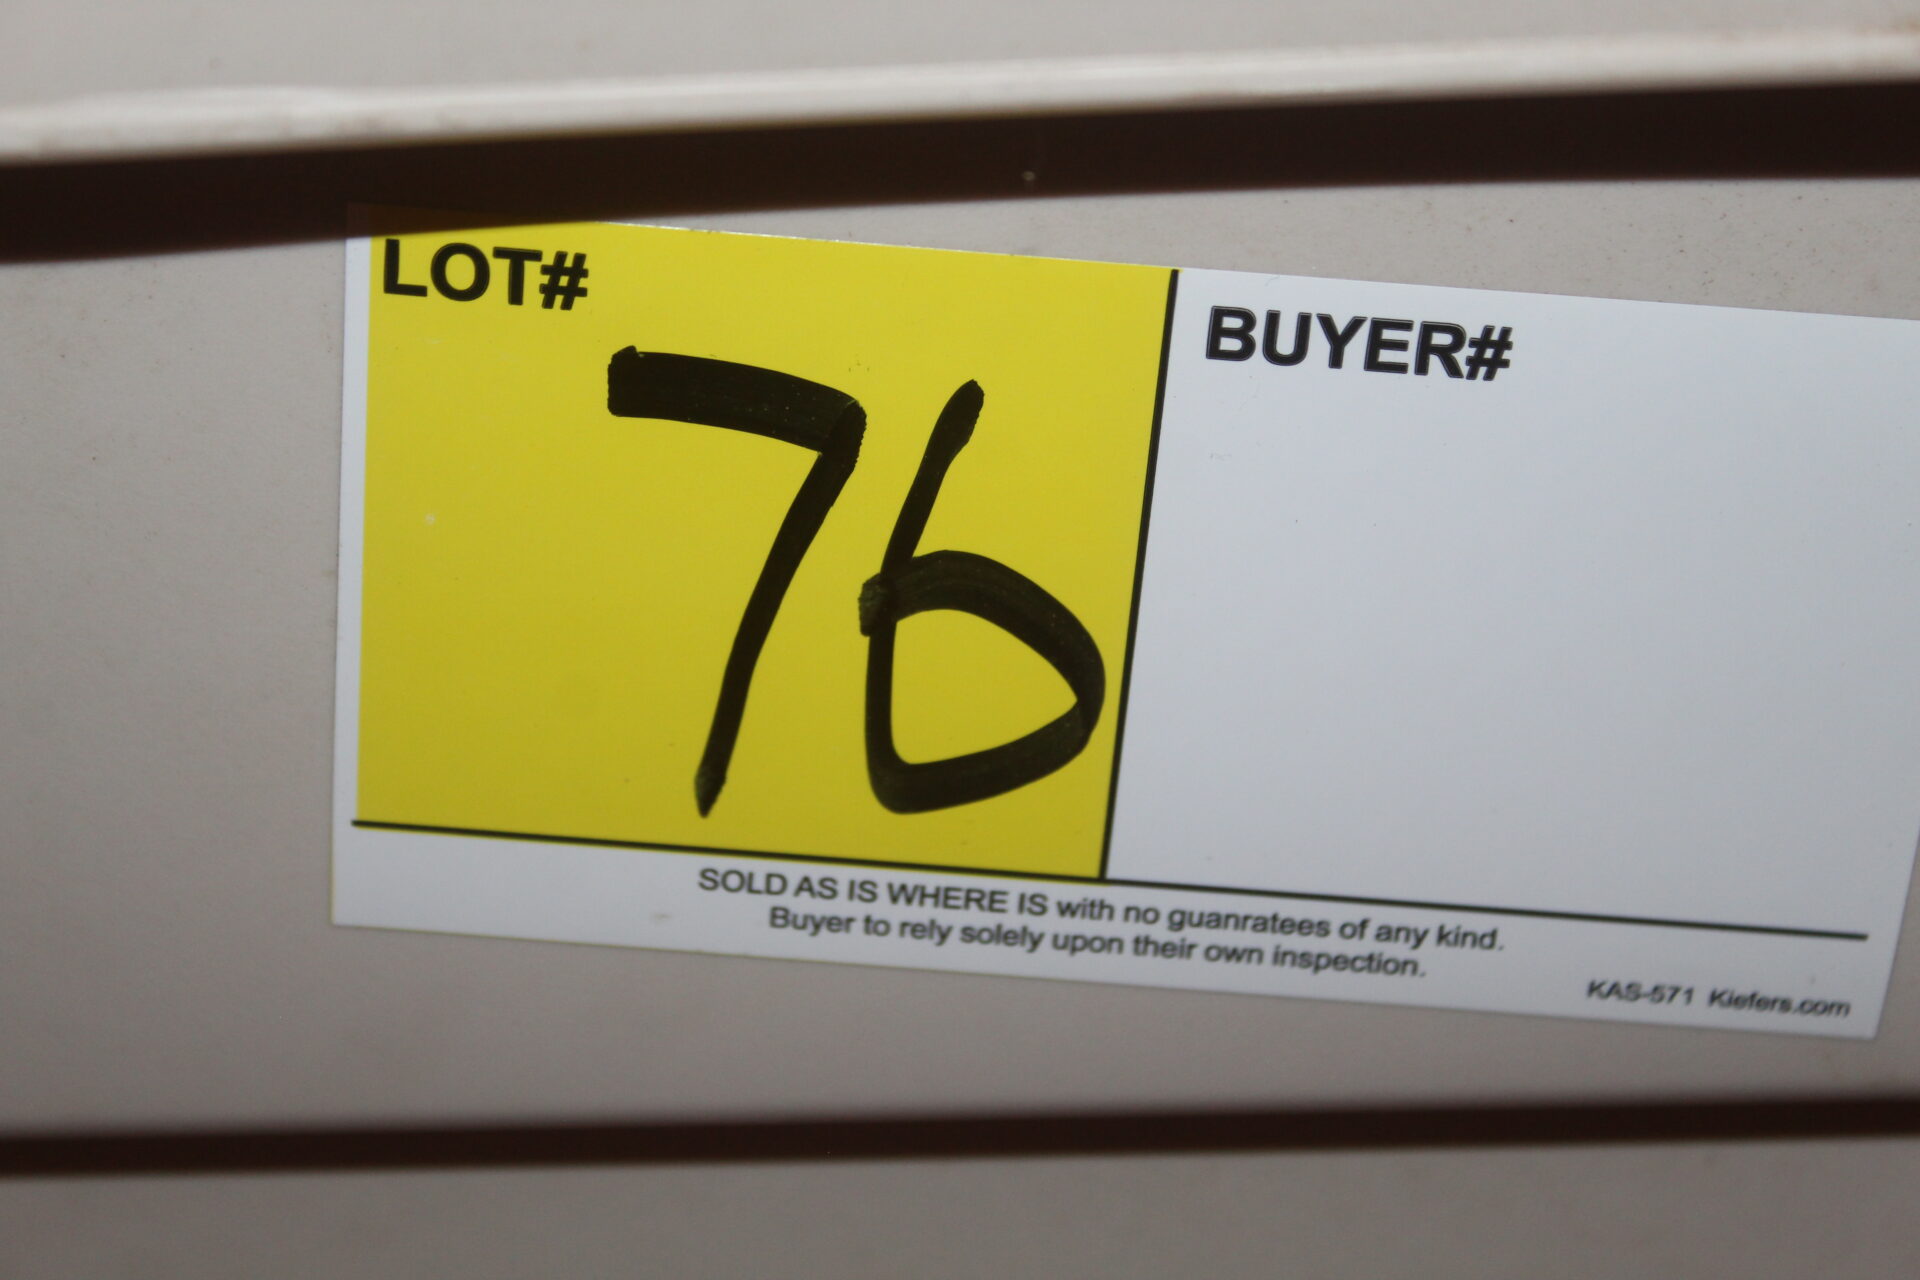 LOT#
BUYER#
76
SOLD AS IS WHERE IS with no guanratees of any kind.
Buyer to rely solely upon their own inspection.
KAS-571 Kiefers.com